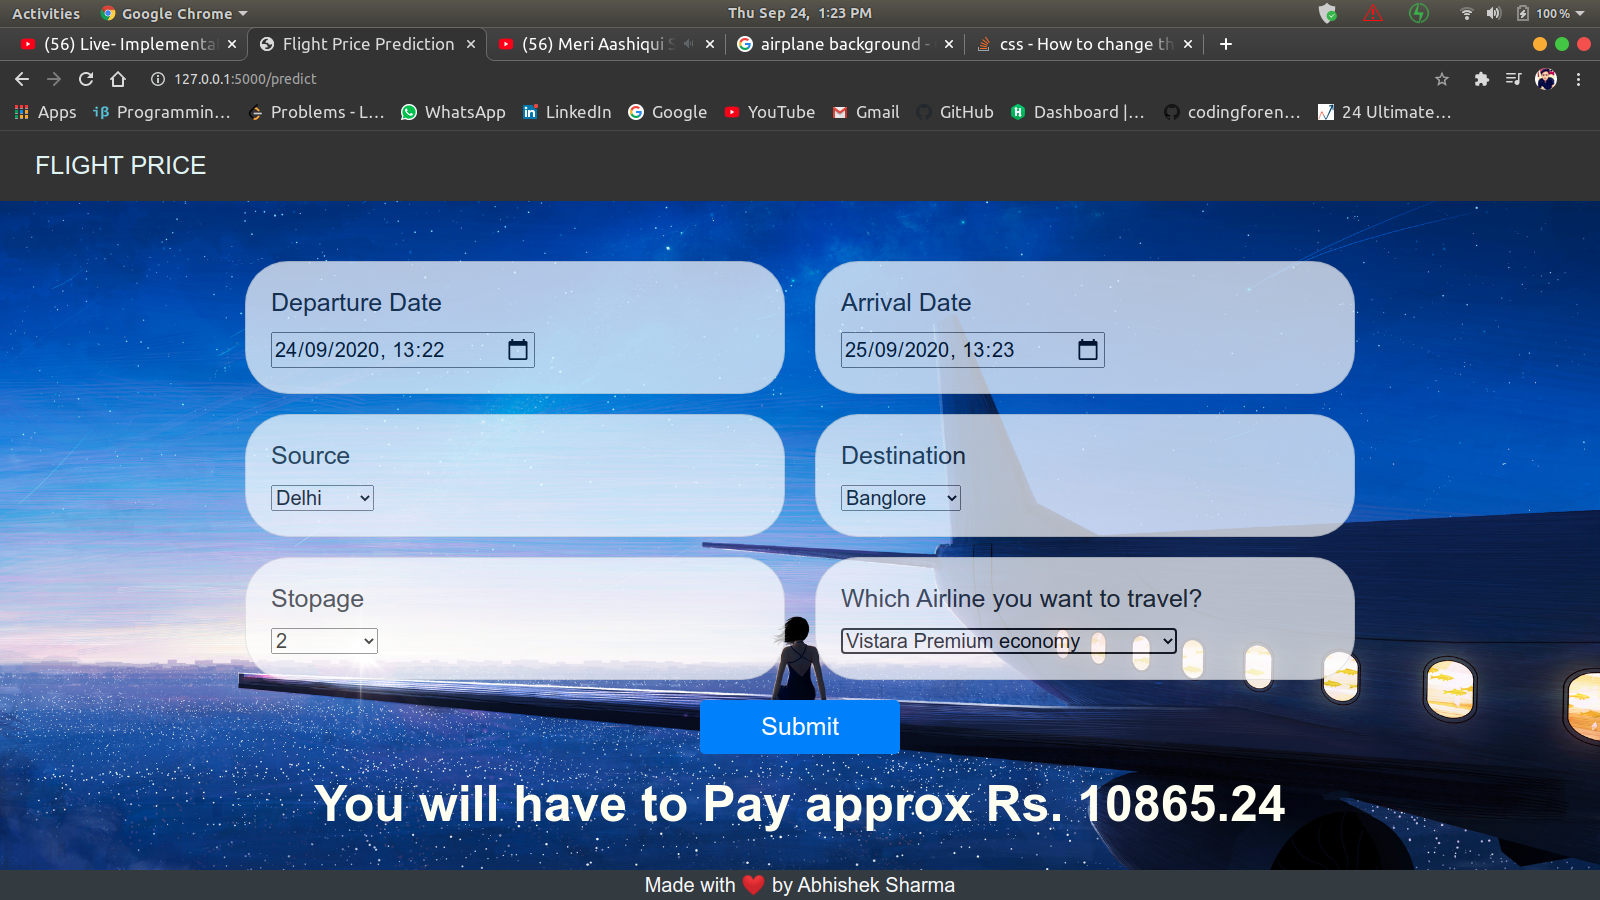 Activities Google Chrome Thu Sep 24, 1:23 PM 100 %
(56) Live- Implementa Flight Price Prediction (56) Meri Aashiqui airplane background - css - How to change th
127.0.0.1:5000/predict
Apps iβ Programmin... Problems - L... WhatsApp LinkedIn Google YouTube Gmail GitHub Dashboard |... codingforen... 24 Ultimate...
FLIGHT PRICE
Departure Date Arrival Date
24/09/2020, 13:22 25/09/2020, 13:23
Source Destination
Delhi Banglore
Stopage Which Airline you want to travel?
2 Vistara Premium economy
Submit
You will have to Pay approx Rs. 10865.24
Made with ❤️ by Abhishek Sharma